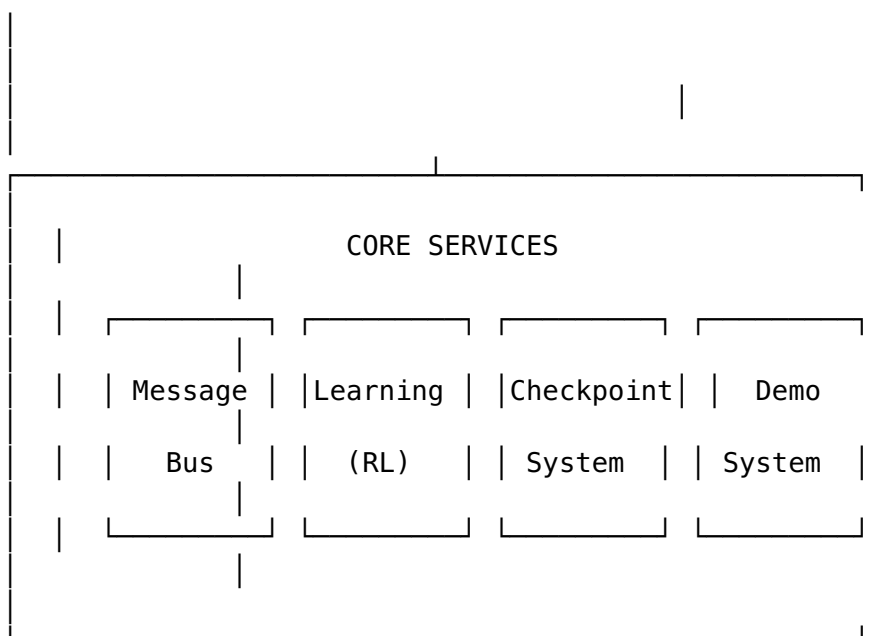 CORE SERVICES
Message Learning Checkpoint Demo
Bus (RL) System System